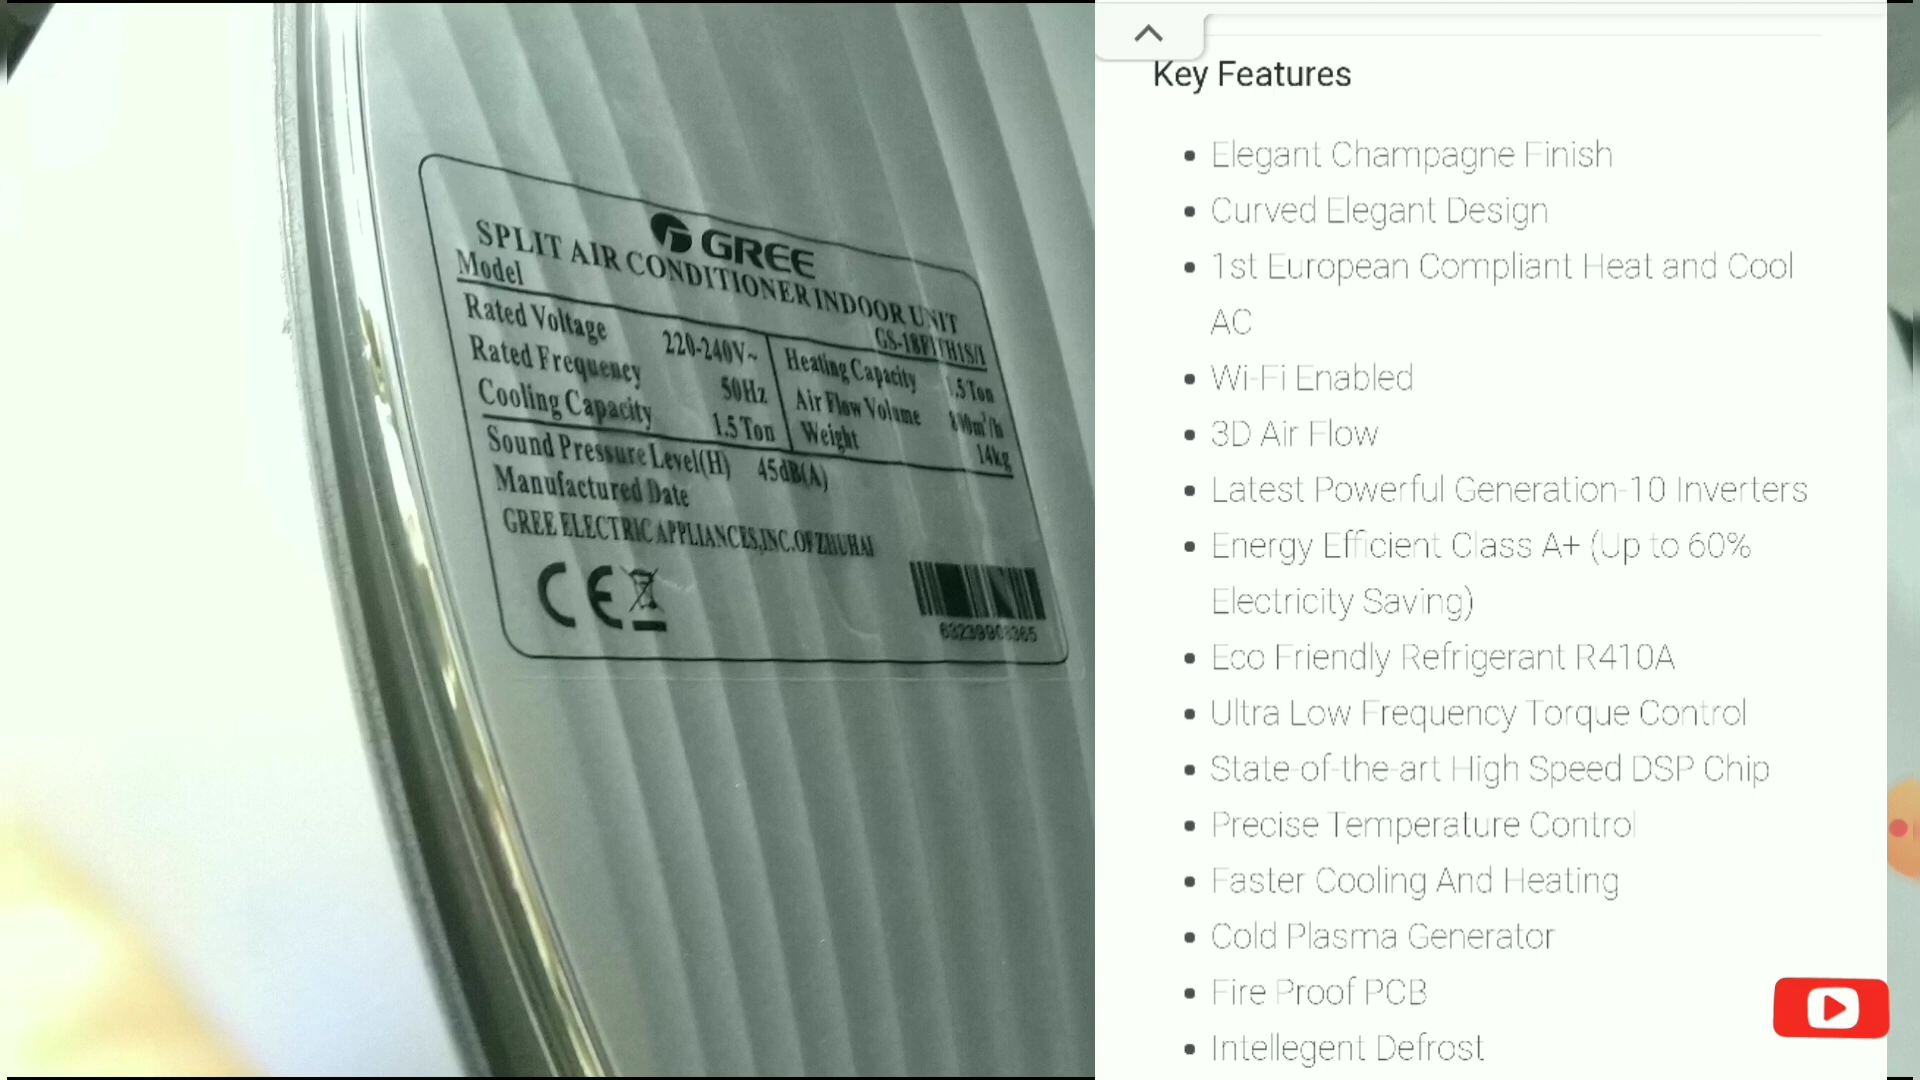 GREE
SPLIT AIR CONDITIONER INDOOR UNIT
Model
Rated Voltage 220-240V~
Rated Frequency 50Hz
Cooling Capacity 1.5 Ton
Heating Capacity 1.5 Ton
Air Flow Volume
Weight 14kg
Sound Pressure Level(H) 45dB(A)
Manufactured Date
GREE ELECTRIC APPLIANCES,INC.OF ZHUHAI
CE
Key Features
Elegant Champagne Finish
Curved Elegant Design
1st European Compliant Heat and Cool
AC
Wi-Fi Enabled
3D Air Flow
Latest Powerful Generation-10 Inverters
Energy Efficient Class A+ (Up to 60%
Electricity Saving)
Eco Friendly Refrigerant R410A
Ultra Low Frequency Torque Control
State-of-the-art High Speed DSP Chip
Precise Temperature Control
Faster Cooling And Heating
Cold Plasma Generator
Fire Proof PCB
Intellegent Defrost